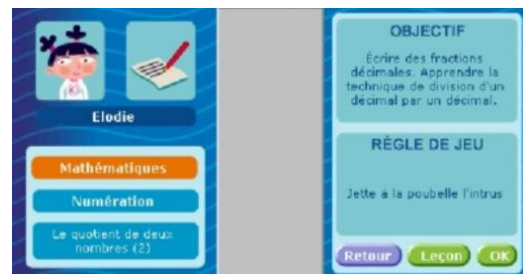 Elodie
Mathématiques
Numération
Le quotient de deux
nombres (2)
OBJECTIF
Écrire des fractions
décimales. Apprendre la
technique de division d'un
décimal par un décimal.
RÈGLE DE JEU
Jette à la poubelle l'intrus
Retour
Leçon
OK